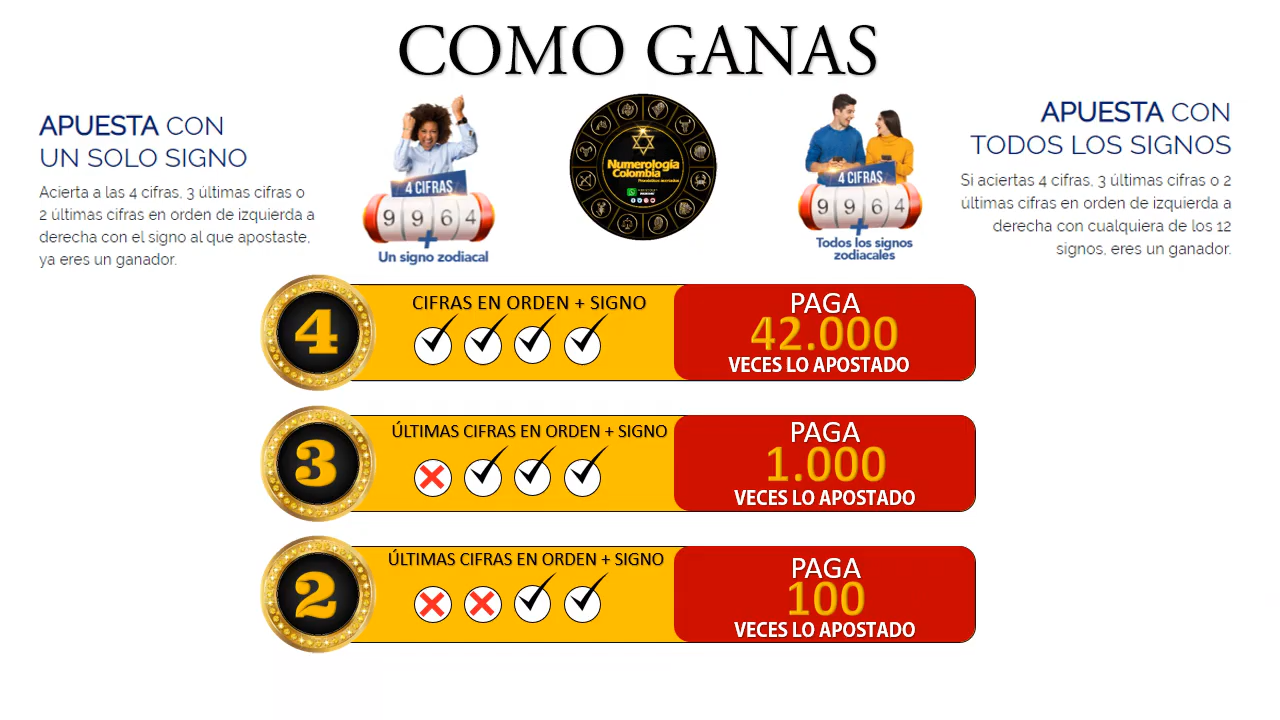 COMO GANAS
APUESTA CON
UN SOLO SIGNO
Acierta a las 4 cifras, 3 últimas cifras o
2 últimas cifras en orden de izquierda a
derecha con el signo al que apostaste,
ya eres un ganador.
4 CIFRAS
9 9 6 4
+
Un signo zodiacal
Numerología
Colombia
APUESTA CON
TODOS LOS SIGNOS
Si aciertas 4 cifras, 3 últimas cifras o 2
últimas cifras en orden de izquierda a
derecha con cualquiera de los 12
signos, eres un ganador.
4 CIFRAS
9 9 6 4
+
Todos los signos
zodiacales
4
CIFRAS EN ORDEN + SIGNO
PAGA
42.000
VECES LO APOSTADO
3
ÚLTIMAS CIFRAS EN ORDEN + SIGNO
PAGA
1.000
VECES LO APOSTADO
2
ÚLTIMAS CIFRAS EN ORDEN + SIGNO
PAGA
100
VECES LO APOSTADO